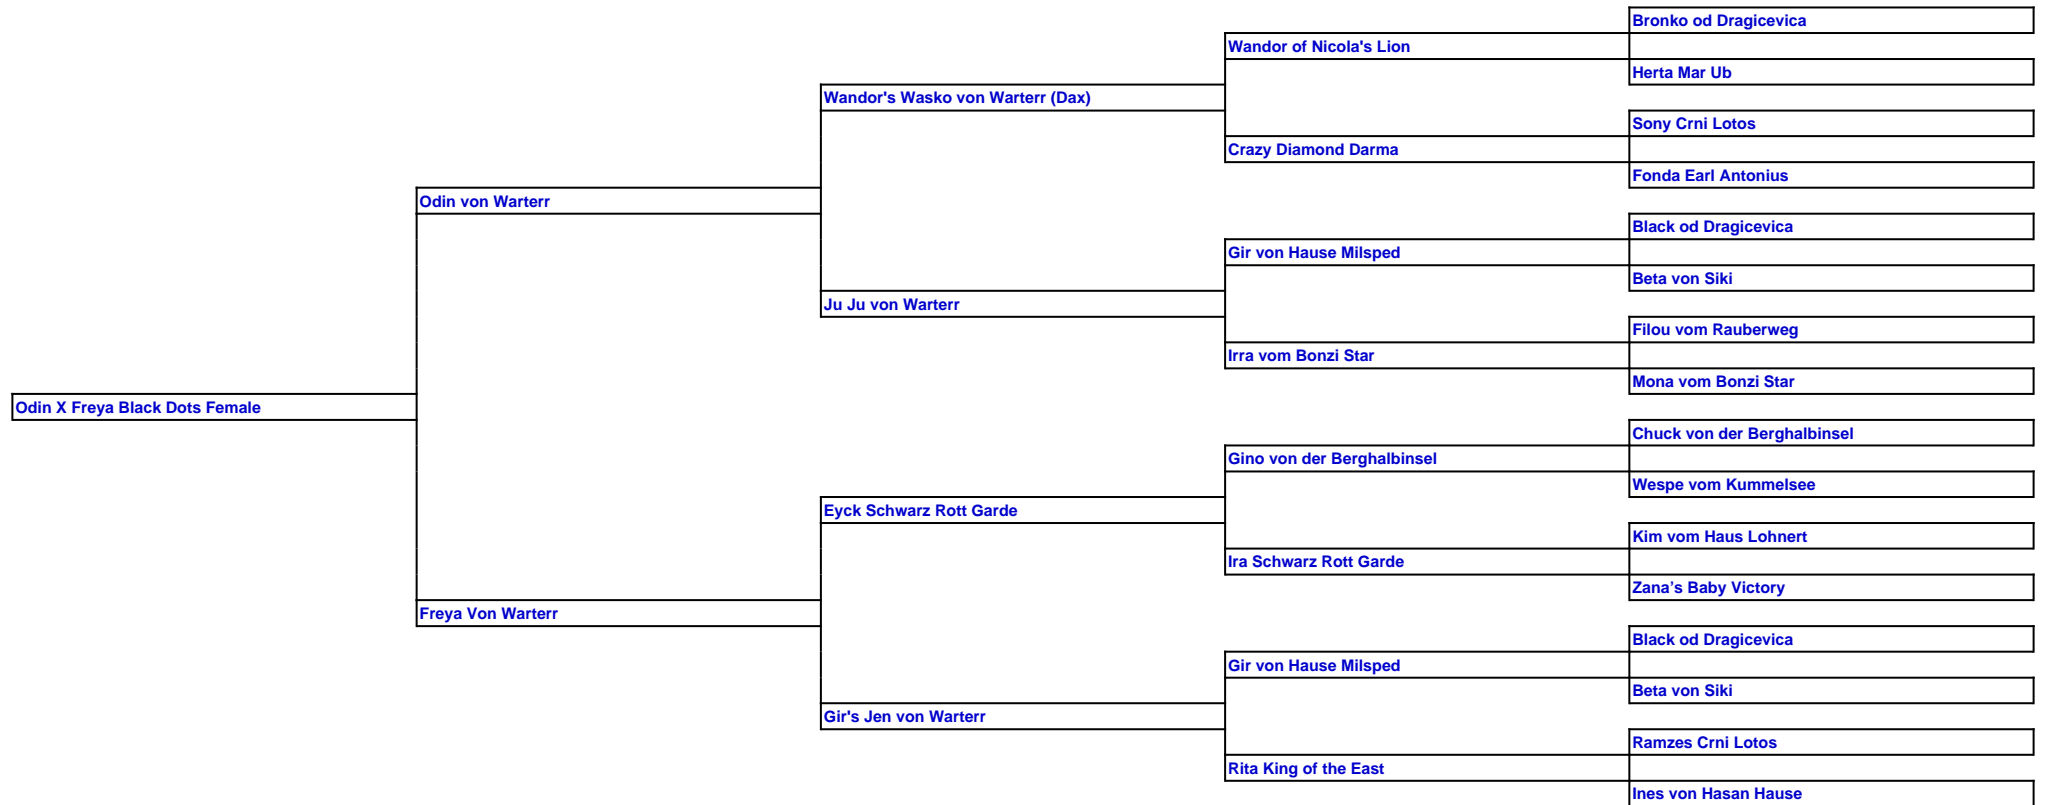 Bronko od Dragicevica
Wandor of Nicola's Lion
Herta Mar Ub
Wandor's Wasko von Warterr (Dax)
Sony Crni Lotos
Crazy Diamond Darma
Fonda Earl Antonius
Odin von Warterr
Black od Dragicevica
Gir von Hause Milsped
Beta von Siki
Ju Ju von Warterr
Filou vom Rauberweg
Irra vom Bonzi Star
Mona vom Bonzi Star
Odin X Freya Black Dots Female
Chuck von der Berghalbinsel
Gino von der Berghalbinsel
Wespe vom Kummelsee
Eyck Schwarz Rott Garde
Kim vom Haus Lohnert
Ira Schwarz Rott Garde
Zana’s Baby Victory
Freya Von Warterr
Black od Dragicevica
Gir von Hause Milsped
Beta von Siki
Gir's Jen von Warterr
Ramzes Crni Lotos
Rita King of the East
Ines von Hasan Hause